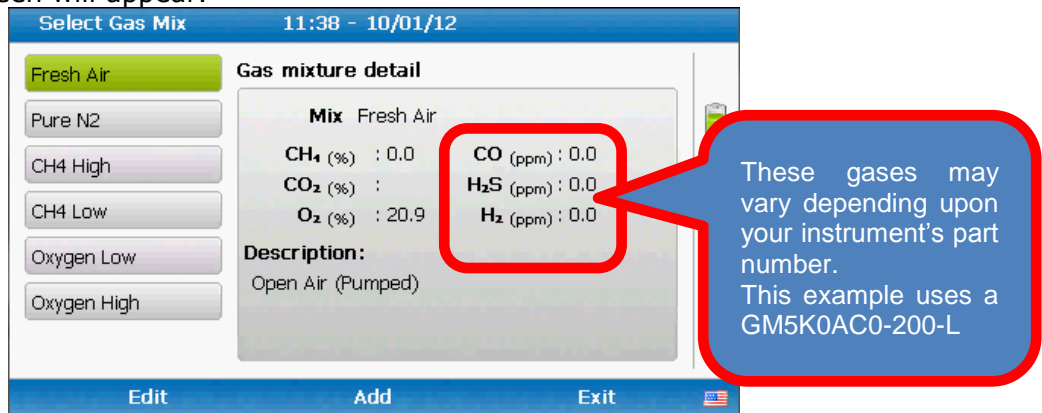 een will appear.
Select Gas Mix 11:38 - 10/01/12
Fresh Air
Pure N2
CH4 High
CH4 Low
Oxygen Low
Oxygen High
Gas mixture detail
Mix Fresh Air
CH₄ (%) : 0.0 CO (ppm) : 0.0
CO₂ (%) : H₂S (ppm) : 0.0
O₂ (%) : 20.9 H₂ (ppm) : 0.0
Description:
Open Air (Pumped)
These gases may
vary depending upon
your instrument's part
number.
This example uses a
GM5K0AC0-200-L
Edit Add Exit